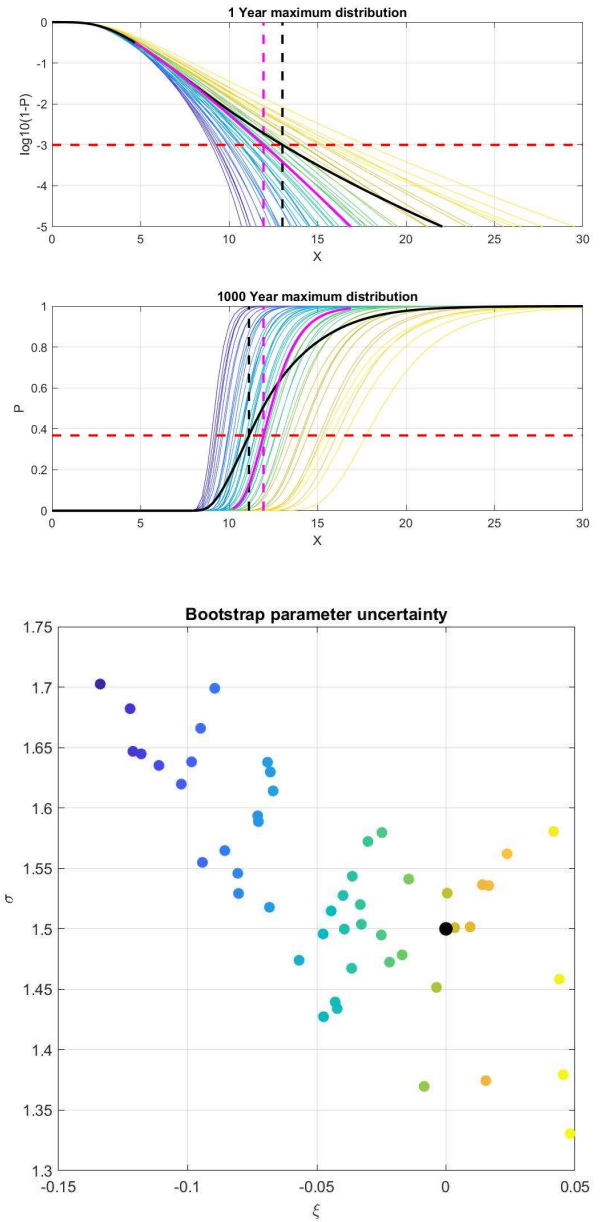 1 Year maximum distribution
0
-1
-2
-3
-4
-5
log10(1-P)
0 5 10 15 20 25 30
X
1000 Year maximum distribution
1
0.8
0.6
0.4
0.2
0
P
0 5 10 15 20 25 30
X
Bootstrap parameter uncertainty
1.75
1.7
1.65
1.6
1.55
1.5
1.45
1.4
1.35
1.3
σ
-0.15 -0.1 -0.05 0 0.05
ξ